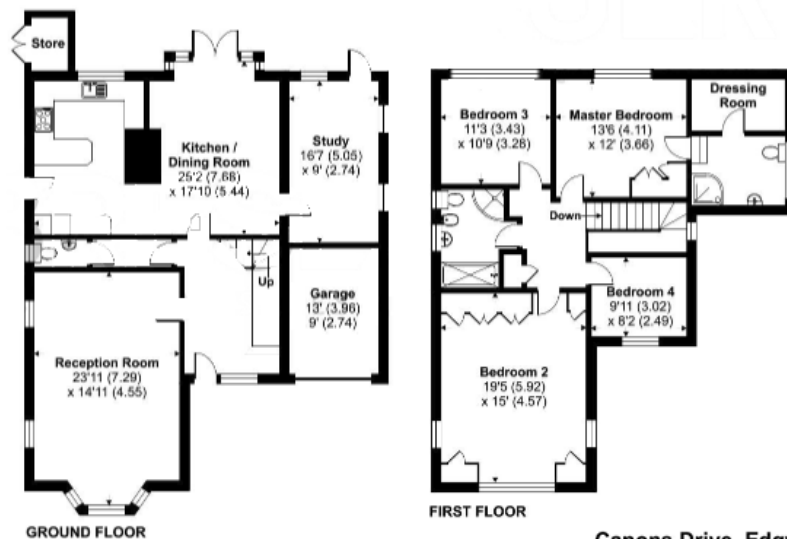 Store
Kitchen /
Dining Room
25'2 (7.68)
x 17'10 (5.44)
Study
16'7 (5.05)
x 9' (2.74)
Up
Garage
13' (3.96)
9' (2.74)
Reception Room
23'11 (7.29)
x 14'11 (4.55)
GROUND FLOOR
Bedroom 3
11'3 (3.43)
x 10'9 (3.28)
Master Bedroom
13'6 (4.11)
x 12' (3.66)
Dressing
Room
Down
Bedroom 4
9'11 (3.02)
x 8'2 (2.49)
Bedroom 2
19'5 (5.92)
x 15' (4.57)
FIRST FLOOR